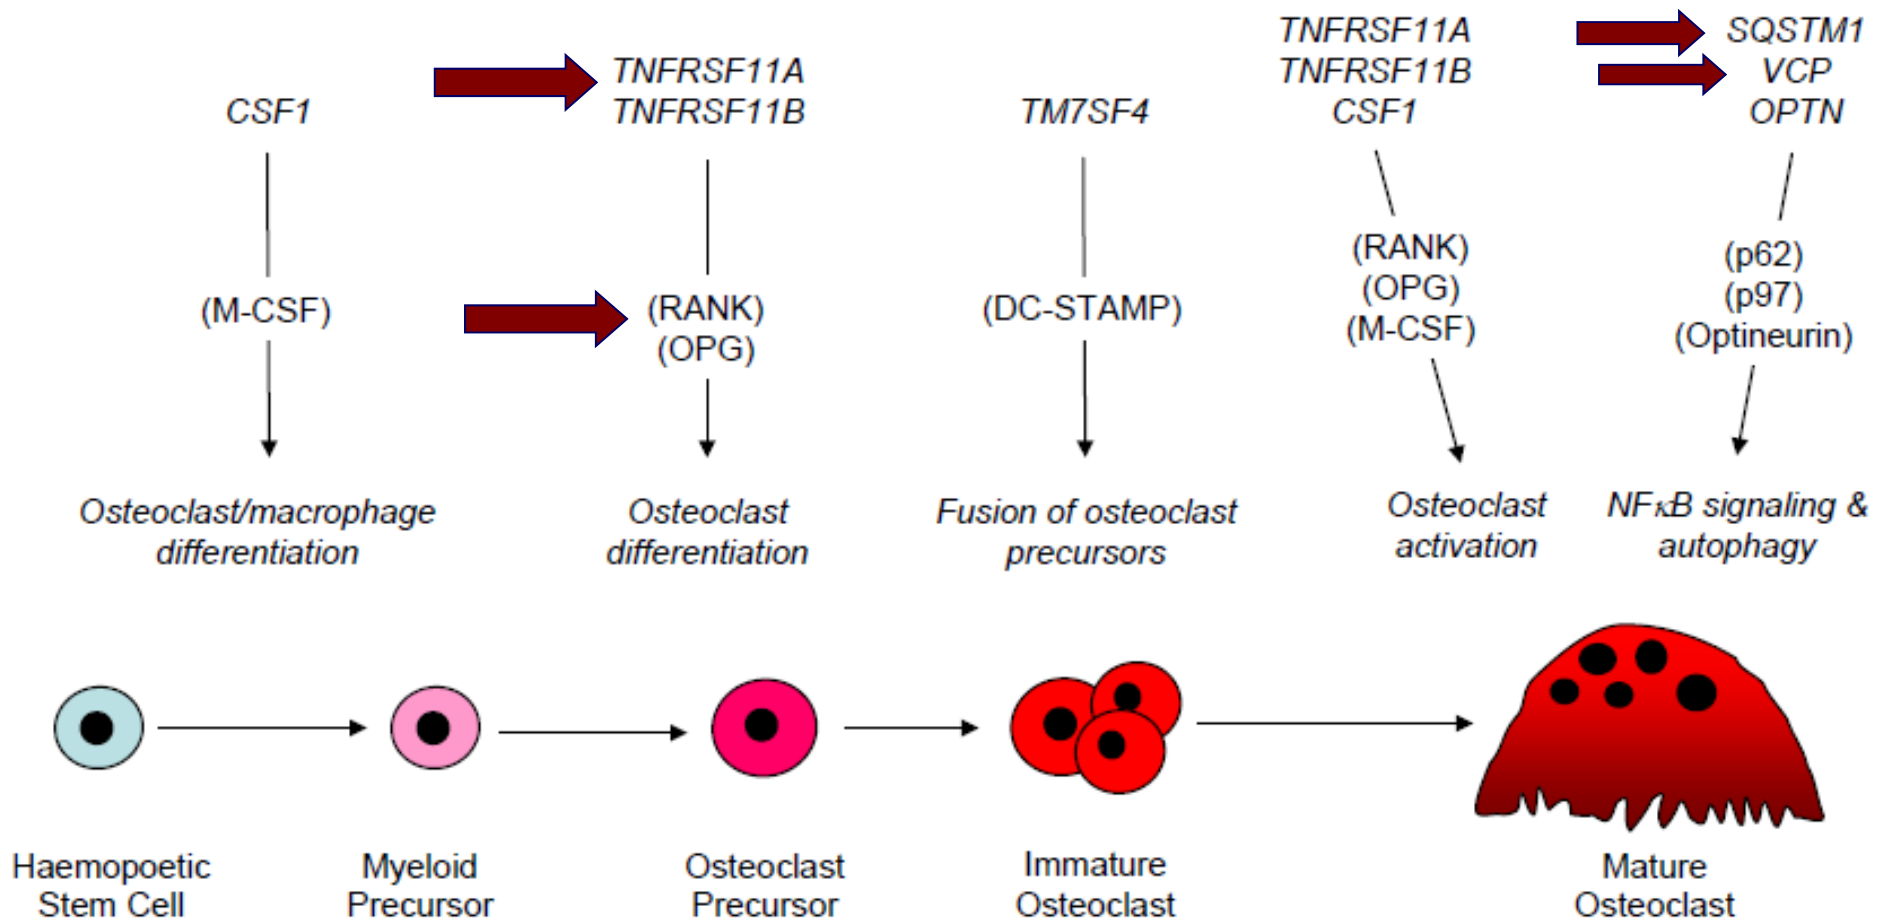 CSF1
TNFRSF11A
TNFRSF11B
TM7SF4
TNFRSF11A
TNFRSF11B
CSF1
SQSTM1
VCP
OPTN
(M-CSF)
(RANK)
(OPG)
(DC-STAMP)
(RANK)
(OPG)
(M-CSF)
(p62)
(p97)
(Optineurin)
Osteoclast/macrophage
differentiation
Osteoclast
differentiation
Fusion of osteoclast
precursors
Osteoclast
activation
NFκB signaling &
autophagy
Haemopoetic
Stem Cell
Myeloid
Precursor
Osteoclast
Precursor
Immature
Osteoclast
Mature
Osteoclast